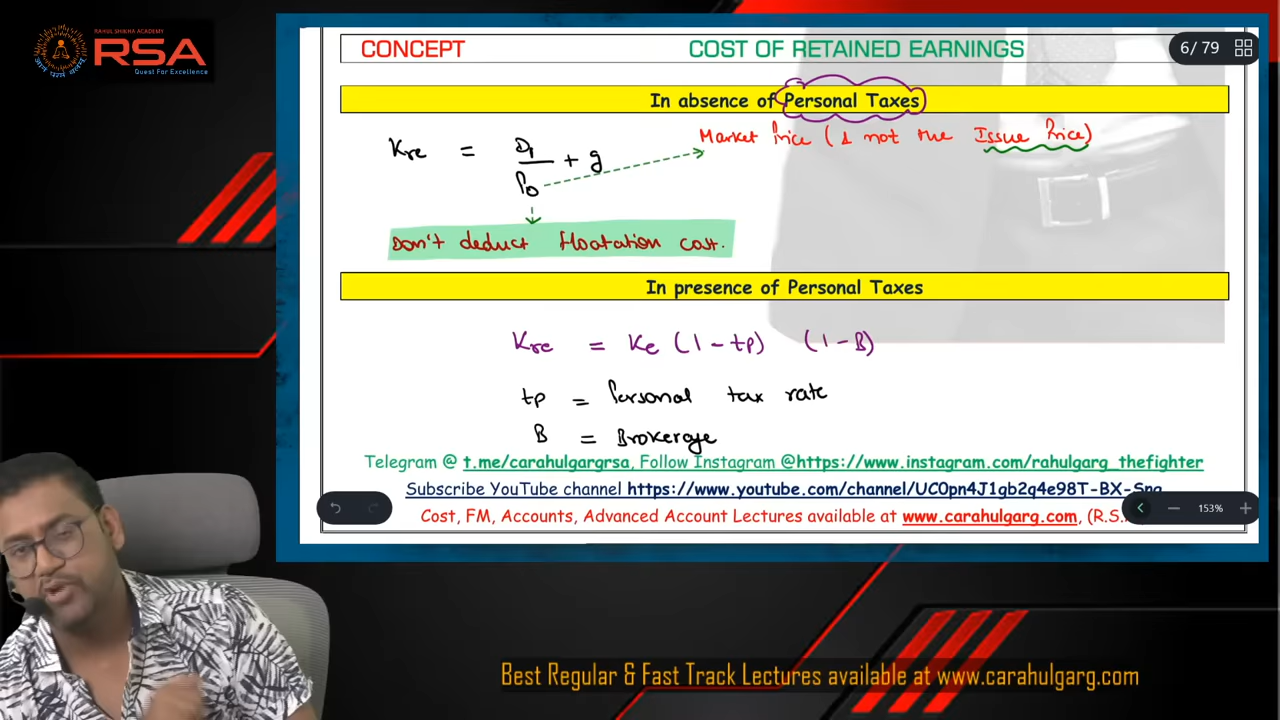 RAHUL SHIKHA ACADEMY
RSA
Quest For Excellence
CONCEPT COST OF RETAINED EARNINGS
6 / 79
In absence of Personal Taxes
Kre = D1/P0 + g
Market Price (& not the Issue Price)
Don't deduct floatation cost.
In presence of Personal Taxes
Kre = Ke (1-tp) (1-B)
tp = Personal tax rate
B = Brokerage
Telegram @ t.me/carahulgargrsa, Follow Instagram @https://www.instagram.com/rahulgarg_thefighter
Subscribe YouTube channel https://www.youtube.com/channel/UC0pn4J1gb2q4e98T-BX-Sng
Cost, FM, Accounts, Advanced Account Lectures available at www.carahulgarg.com, (R.S.
153%
Best Regular & Fast Track Lectures available at www.carahulgarg.com